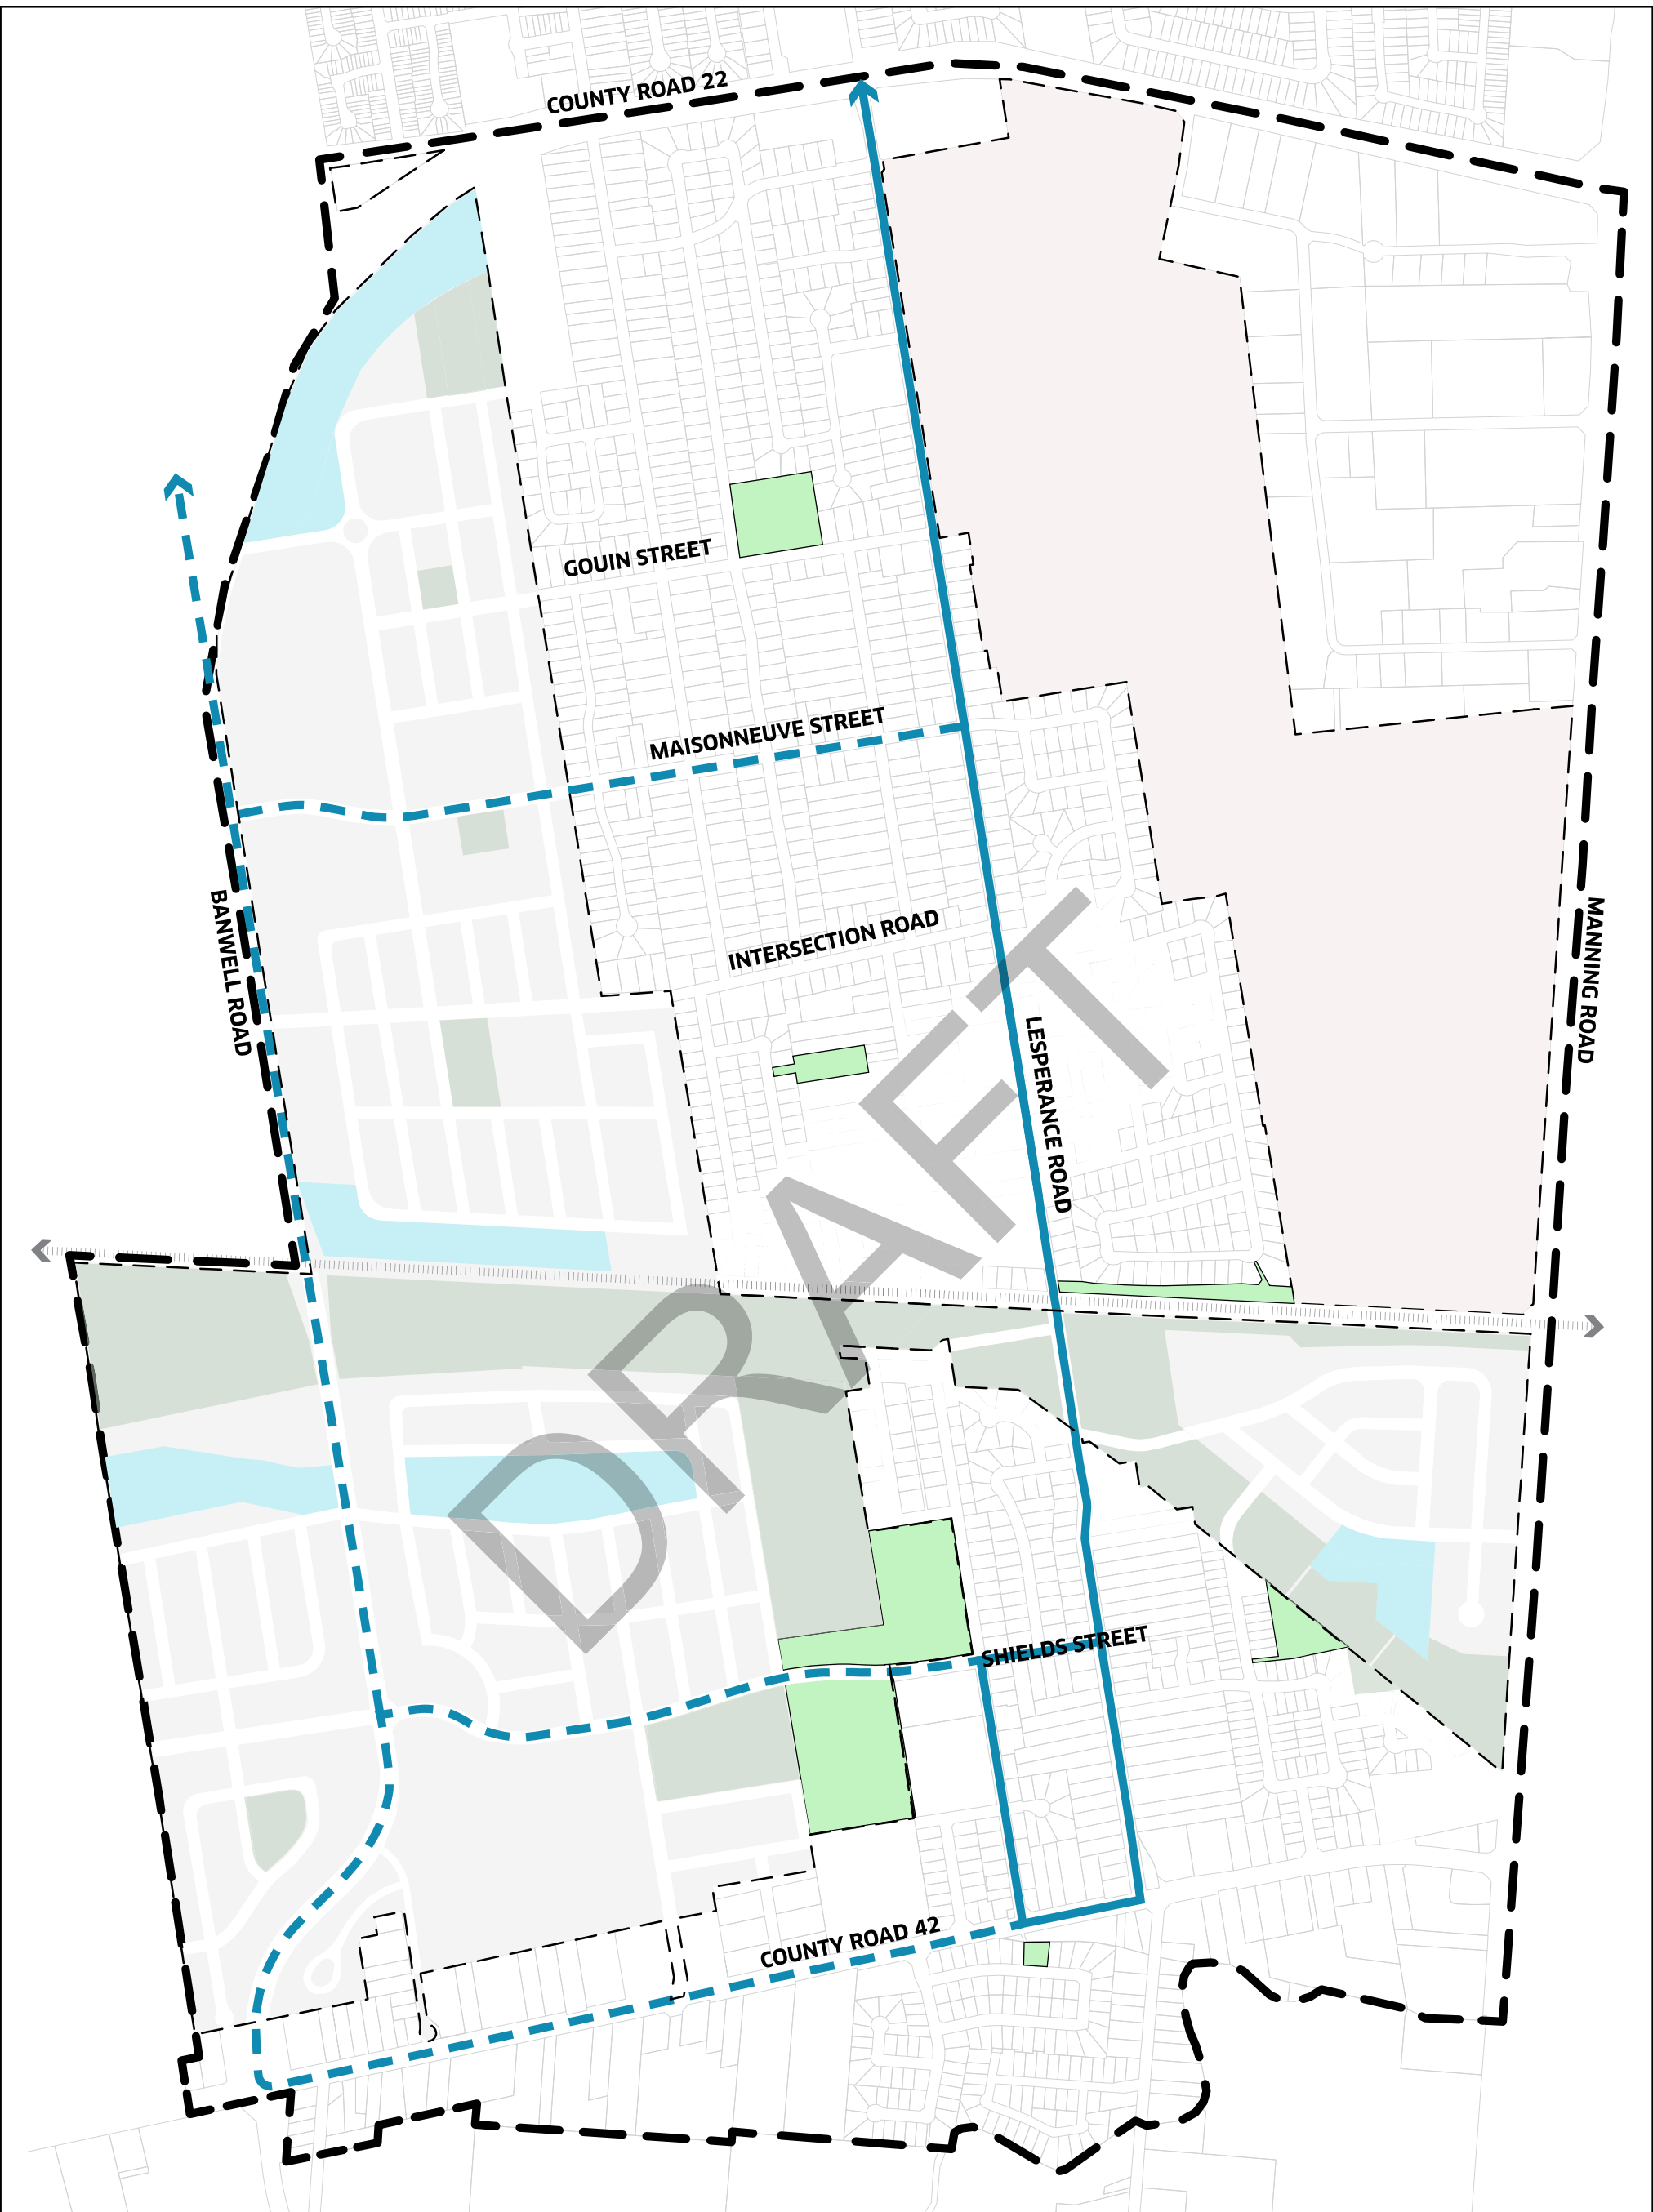 COUNTY ROAD 22
GOUIN STREET
MAISONNEUVE STREET
BANWELL ROAD
INTERSECTION ROAD
MANNING ROAD
LESPERANCE ROAD
DRAFT
SHIELDS STREET
COUNTY ROAD 42